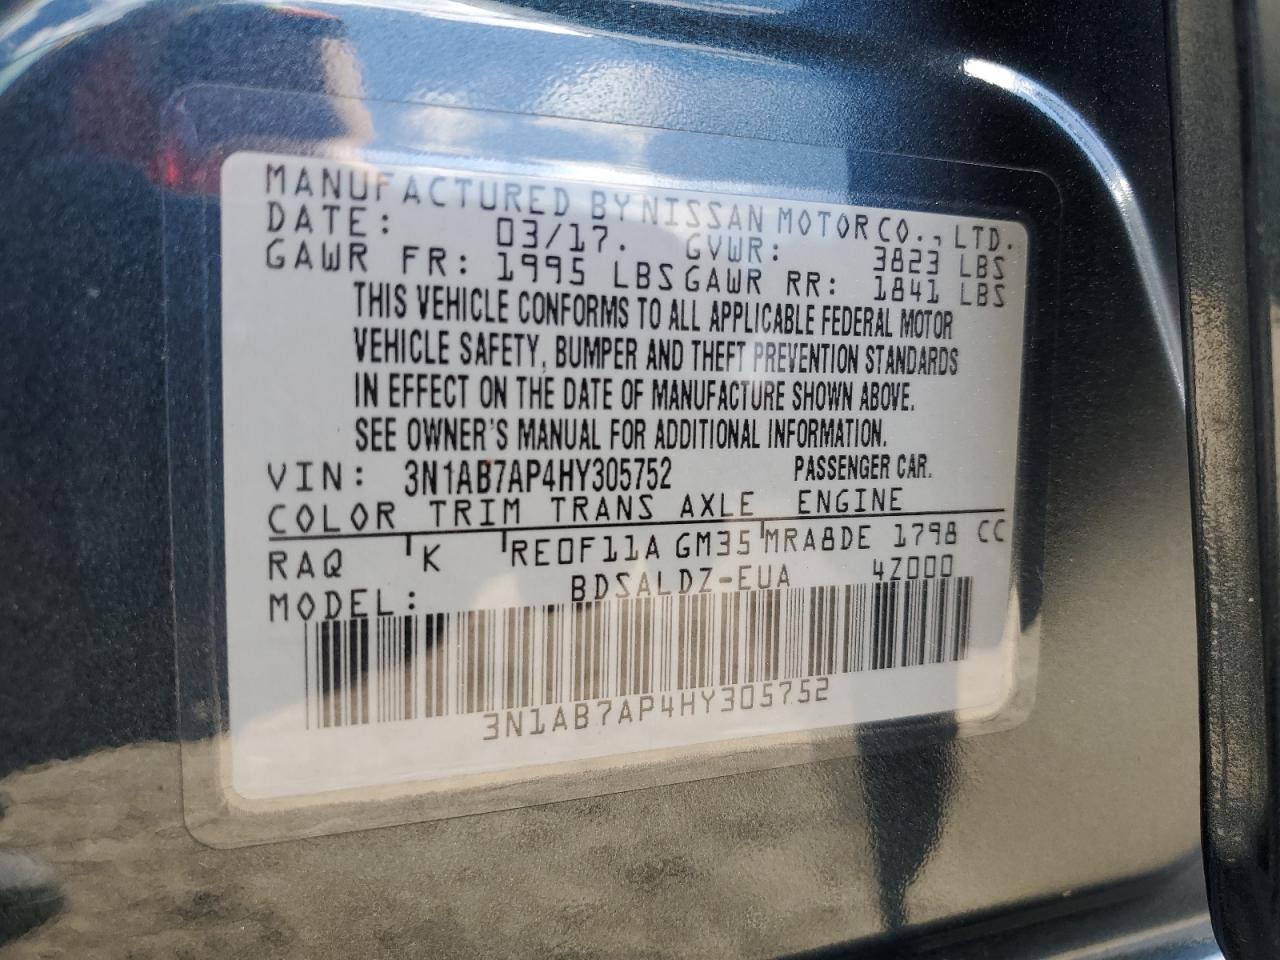 MANUFACTURED BY NISSAN MOTOR CO., LTD.
DATE: 03/17. GVWR: 3823 LBS
GAWR FR: 1995 LBS GAWR RR: 1841 LBS
THIS VEHICLE CONFORMS TO ALL APPLICABLE FEDERAL MOTOR
VEHICLE SAFETY, BUMPER AND THEFT PREVENTION STANDARDS
IN EFFECT ON THE DATE OF MANUFACTURE SHOWN ABOVE.
SEE OWNER'S MANUAL FOR ADDITIONAL INFORMATION.
VIN: 3N1AB7AP4HY305752 PASSENGER CAR.
COLOR TRIM TRANS AXLE ENGINE
RAQ K RE0F11A GM35 MRA8DE 1798 CC
MODEL: BDSALDZ-EUA 4Z000
3N1AB7AP4HY305752